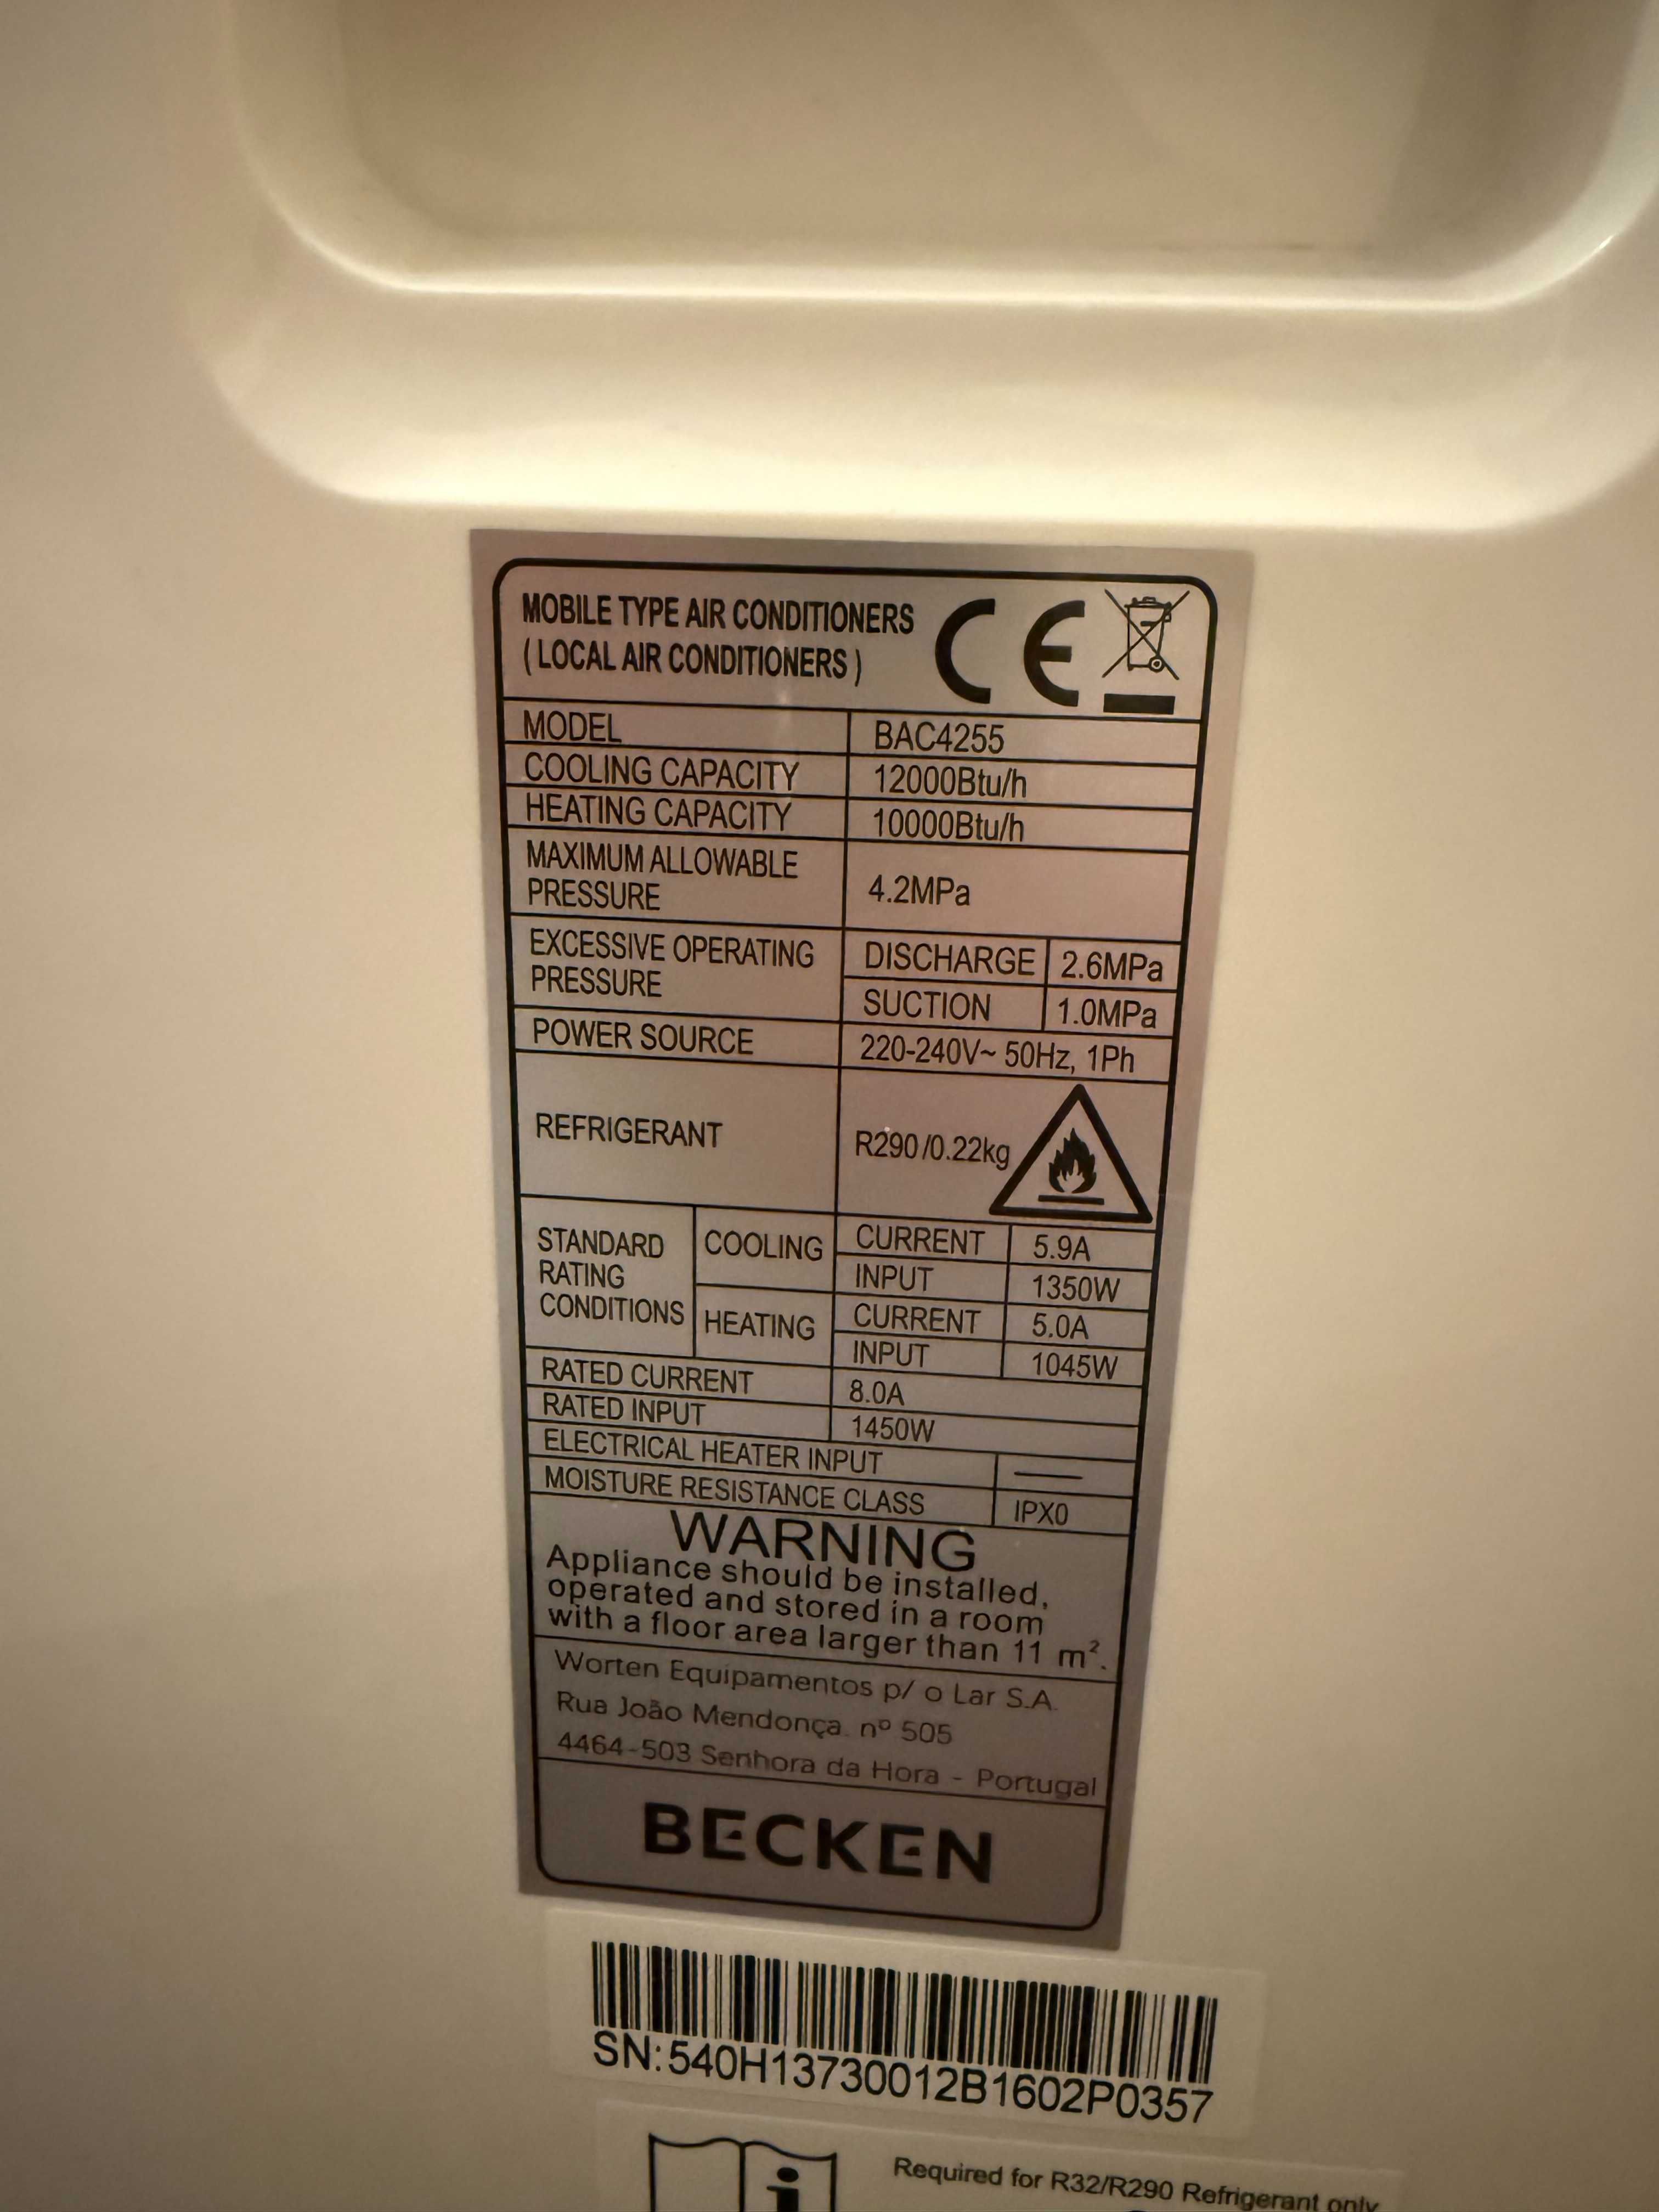 MOBILE TYPE AIR CONDITIONERS
( LOCAL AIR CONDITIONERS )
CE
MODEL BAC4255
COOLING CAPACITY 12000Btu/h
HEATING CAPACITY 10000Btu/h
MAXIMUM ALLOWABLE
PRESSURE
4.2MPa
EXCESSIVE OPERATING
PRESSURE
DISCHARGE 2.6MPa
SUCTION 1.0MPa
POWER SOURCE 220-240V~ 50Hz, 1Ph
REFRIGERANT R290/0.22kg
STANDARD
RATING
CONDITIONS
COOLING
CURRENT 5.9A
INPUT 1350W
HEATING
CURRENT 5.0A
INPUT 1045W
RATED CURRENT 8.0A
RATED INPUT 1450W
ELECTRICAL HEATER INPUT —
MOISTURE RESISTANCE CLASS IPX0
WARNING
Appliance should be installed,
operated and stored in a room
with a floor area larger than 11 m².
Worten Equipamentos p/ o Lar S.A.
Rua João Mendonça. nº 505
4464-503 Senhora da Hora - Portugal
BECKEN
SN:540H13730012B1602P0357
Required for R32/R290 Refrigerant only